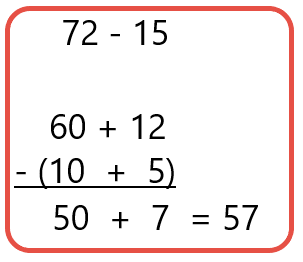 72 - 15
60 + 12
- (10 + 5)
50 + 7 = 57